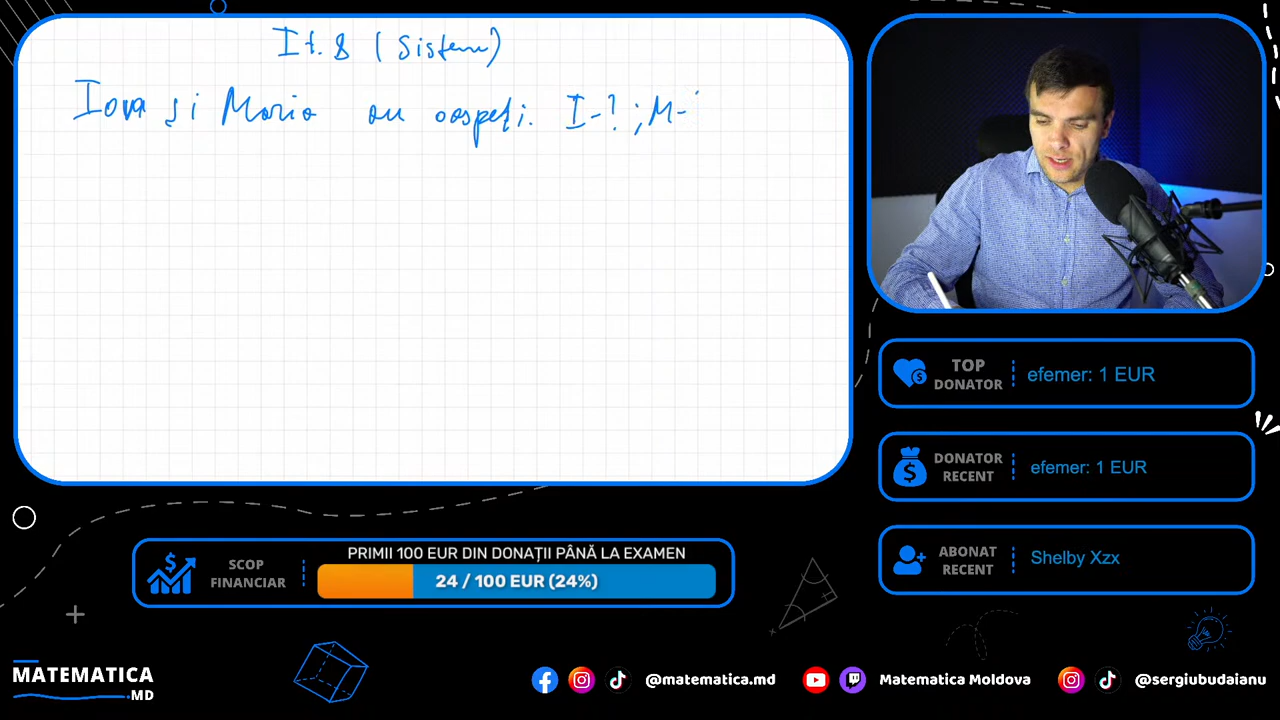 It. 8 (Sistem)
Iova și Maria au oaspeți. I-? ; M-
TOP
DONATOR
efemer: 1 EUR
DONATOR
RECENT
efemer: 1 EUR
ABONAT
RECENT
Shelby Xzx
SCOP
FINANCIAR
PRIMII 100 EUR DIN DONAȚII PÂNĂ LA EXAMEN
24 / 100 EUR (24%)
MATEMATICA
.MD
@matematica.md
Matematica Moldova
@sergiubudaianu